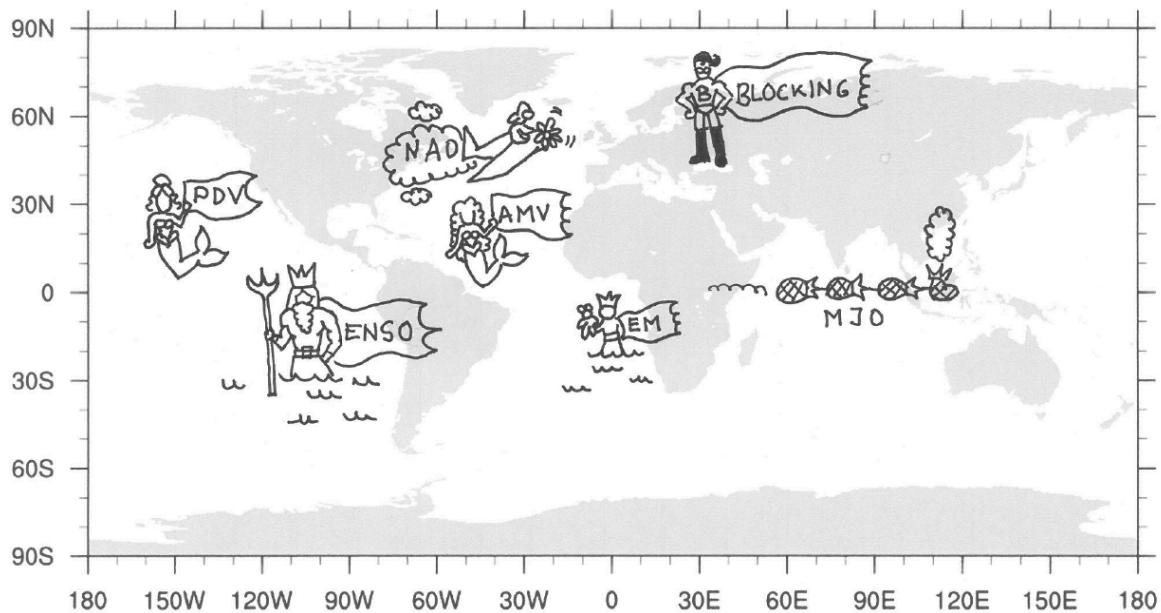 90N
60N
30N
0
30S
60S
90S
180
150W
120W
90W
60W
30W
0
30E
60E
90E
120E
150E
180
B
BLOCKING
NAO
PDV
AMV
ENSO
EM
MJO